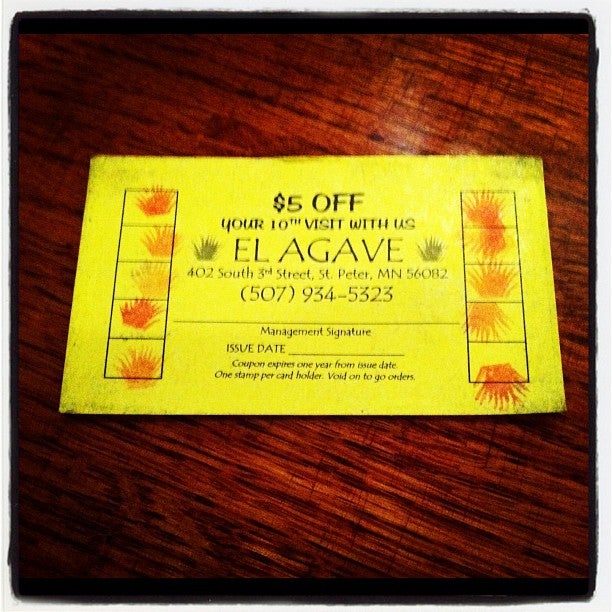 $5 OFF
YOUR 10TH VISIT WITH US
EL AGAVE
402 South 3rd Street, St. Peter, MN 56082
(507) 934-5323
Management Signature
ISSUE DATE
Coupon expires one year from issue date.
One stamp per card holder. Void on to go orders.